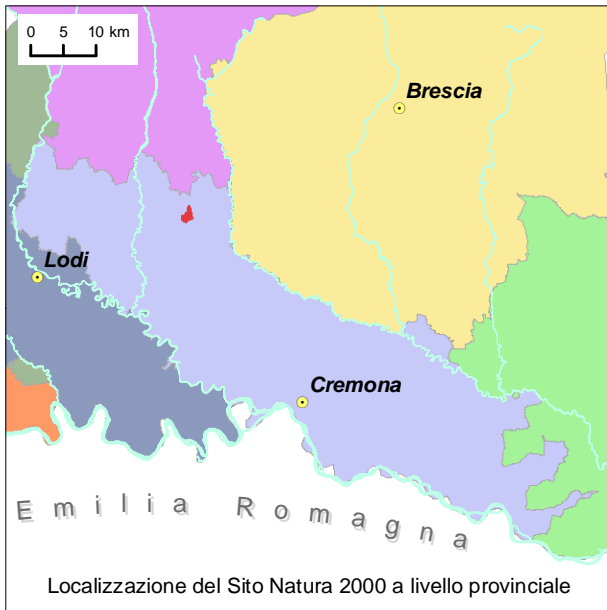 0 5 10 km
Brescia
Lodi
Cremona
Emilia Romagna
Localizzazione del Sito Natura 2000 a livello provinciale